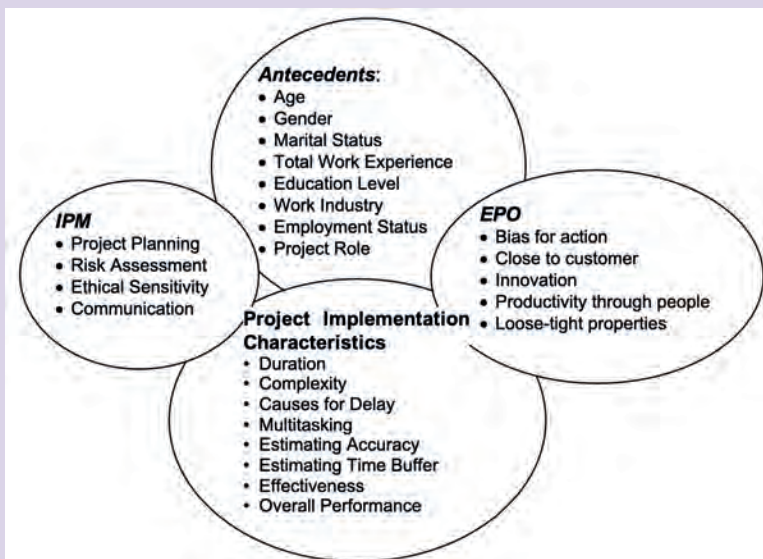 Antecedents:
• Age
• Gender
• Marital Status
• Total Work Experience
• Education Level
• Work Industry
• Employment Status
• Project Role
IPM
• Project Planning
• Risk Assessment
• Ethical Sensitivity
• Communication
EPO
• Bias for action
• Close to customer
• Innovation
• Productivity through people
• Loose-tight properties
Project Implementation
Characteristics
• Duration
• Complexity
• Causes for Delay
• Multitasking
• Estimating Accuracy
• Estimating Time Buffer
• Effectiveness
• Overall Performance